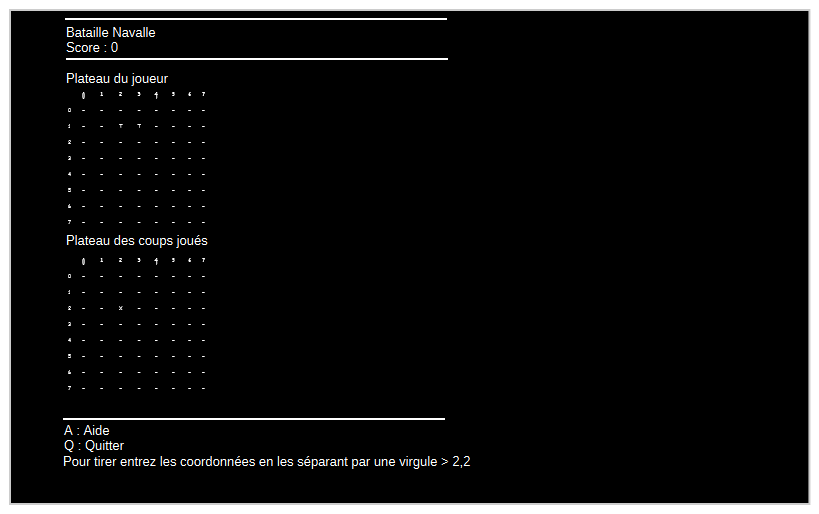 Bataille Navalle
Score : 0
Plateau du joueur
0 1 2 3 4 5 6 7
0 - - - - - - - -
1 - - T T - - - -
2 - - - - - - - -
3 - - - - - - - -
4 - - - - - - - -
5 - - - - - - - -
6 - - - - - - - -
7 - - - - - - - -
Plateau des coups joués
0 1 2 3 4 5 6 7
0 - - - - - - - -
1 - - - - - - - -
2 - - X - - - - -
3 - - - - - - - -
4 - - - - - - - -
5 - - - - - - - -
6 - - - - - - - -
7 - - - - - - - -
A : Aide
Q : Quitter
Pour tirer entrez les coordonnées en les séparant par une virgule > 2,2